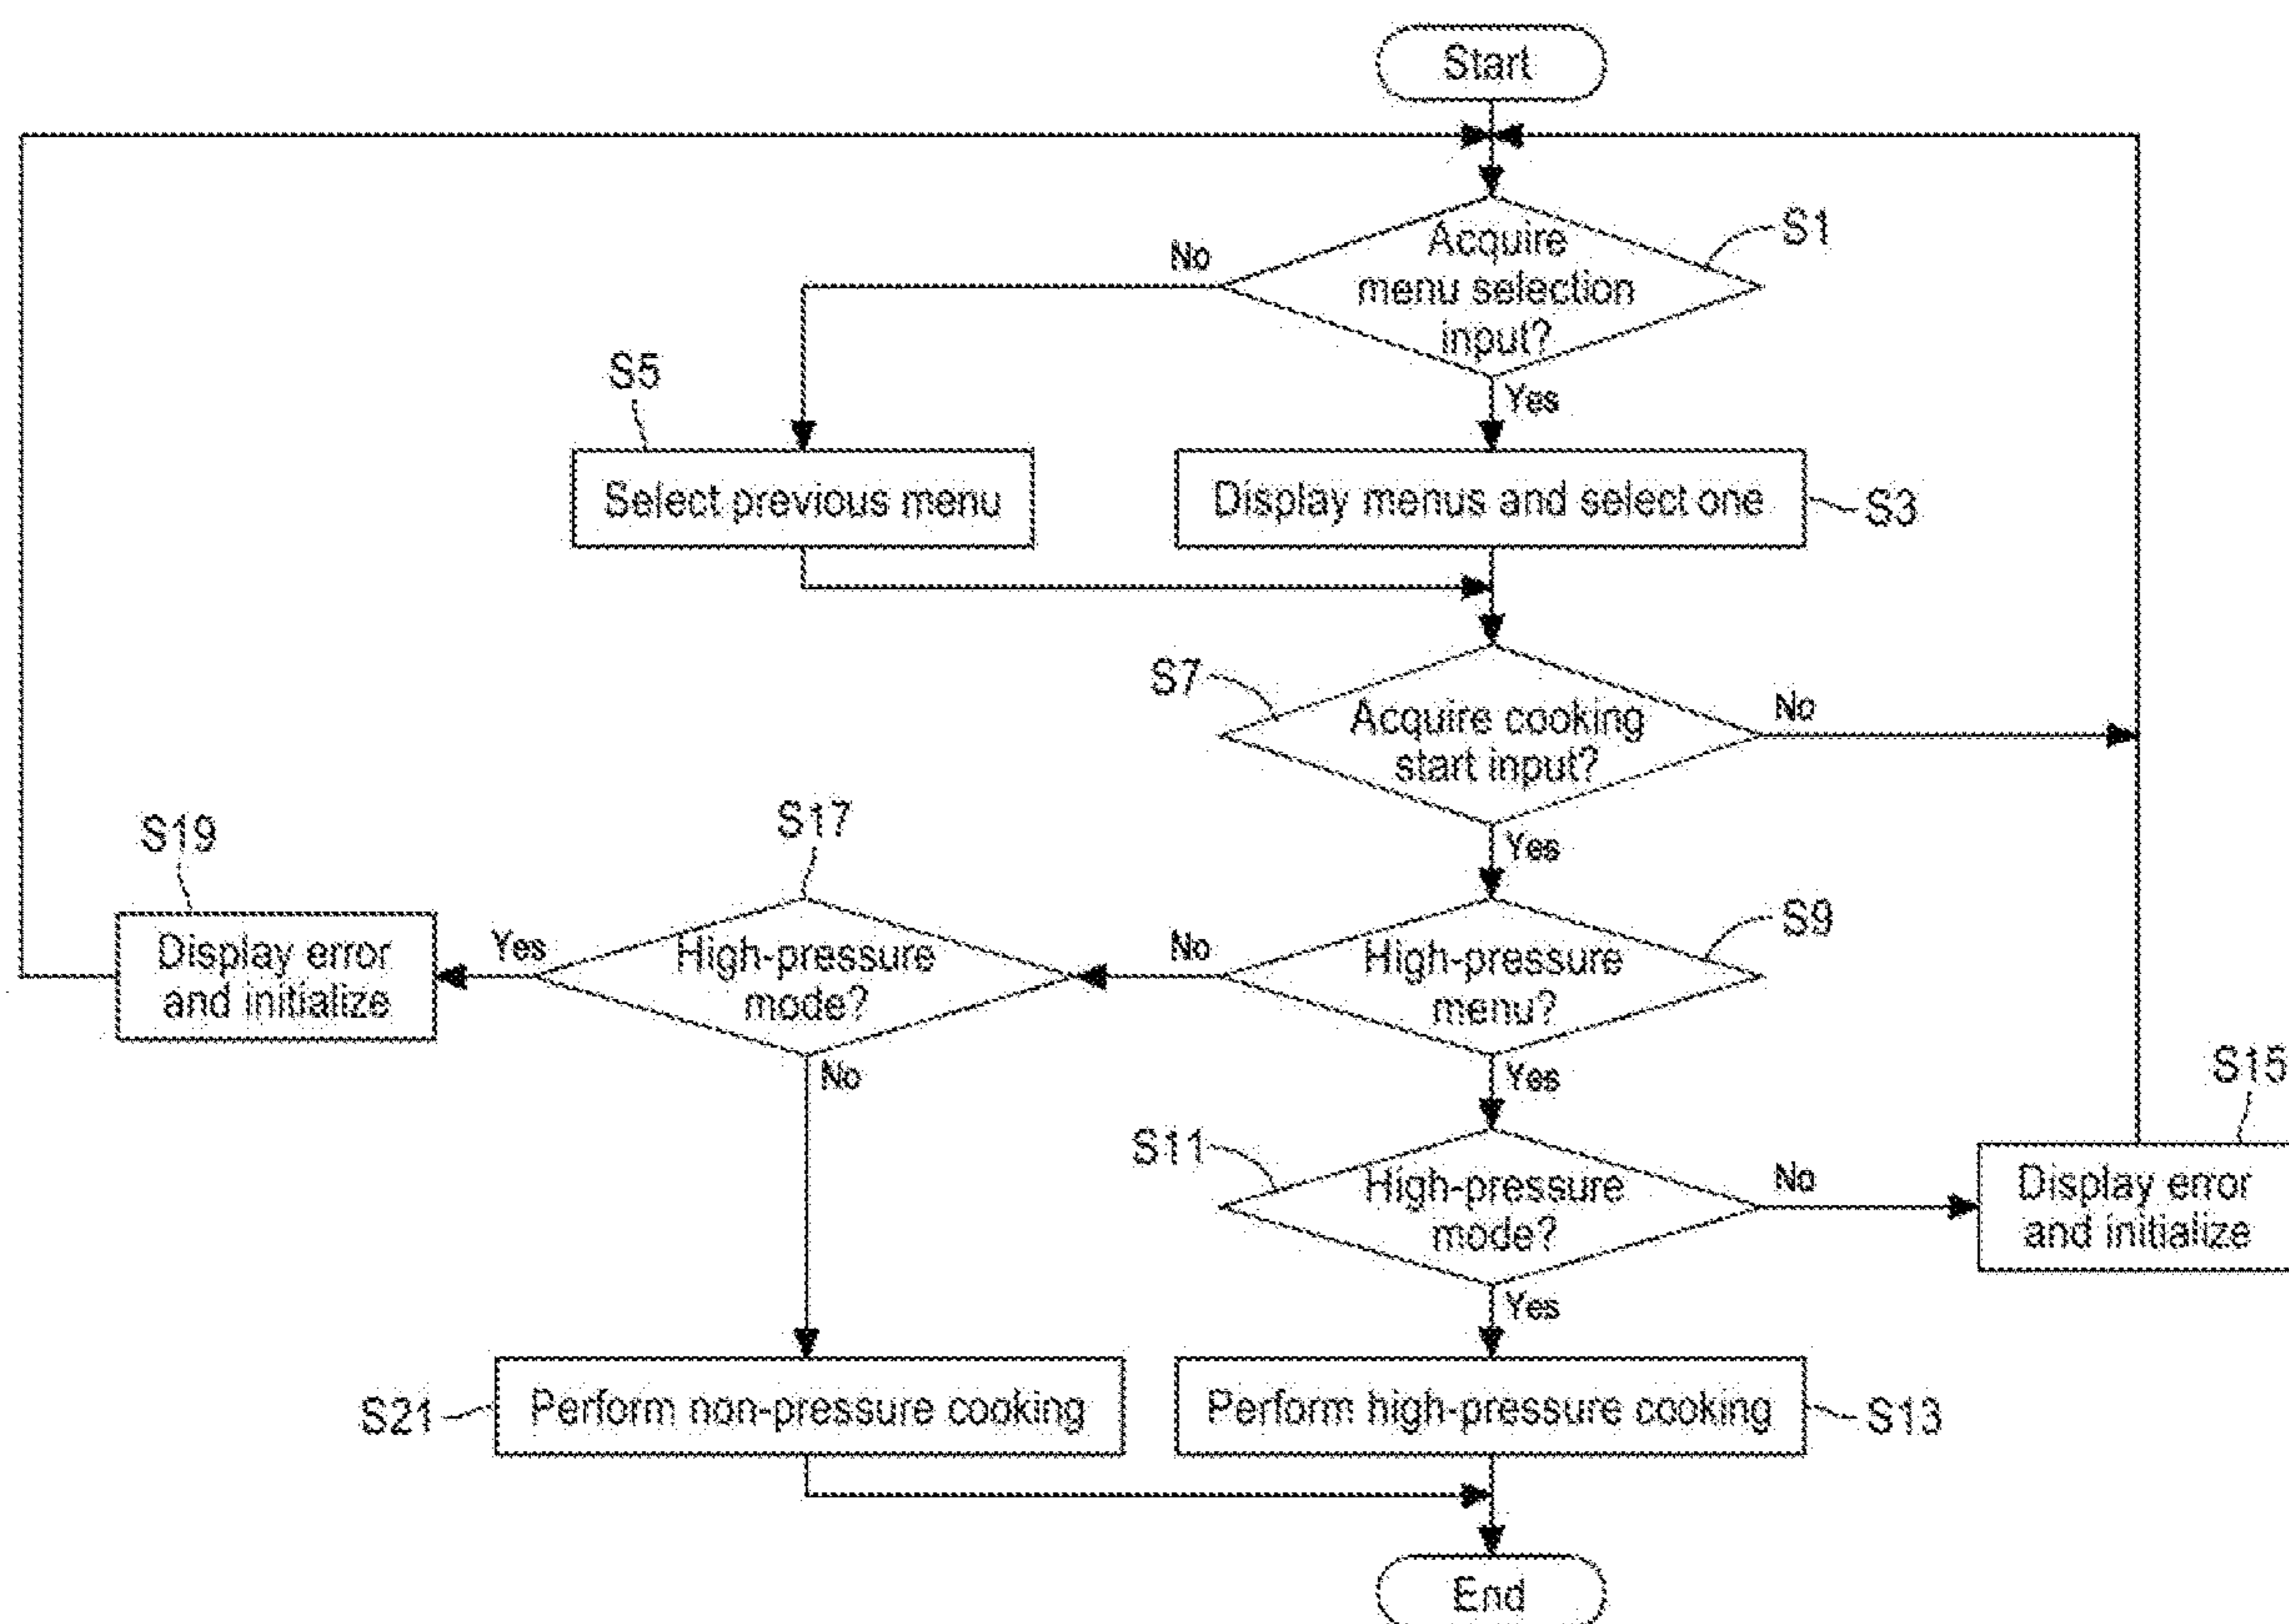 Start
S1
No
Acquire
menu selection
input?
Yes
S5
Select previous menu
Display menus and select one
S3
S7
Acquire cooking
start input?
No
Yes
S19
S17
S9
Display error
and initialize
Yes
High-pressure
mode?
No
High-pressure
menu?
No
Yes
S15
S11
High-pressure
mode?
No
Display error
and initialize
Yes
S21
Perform non-pressure cooking
Perform high-pressure cooking
S13
End